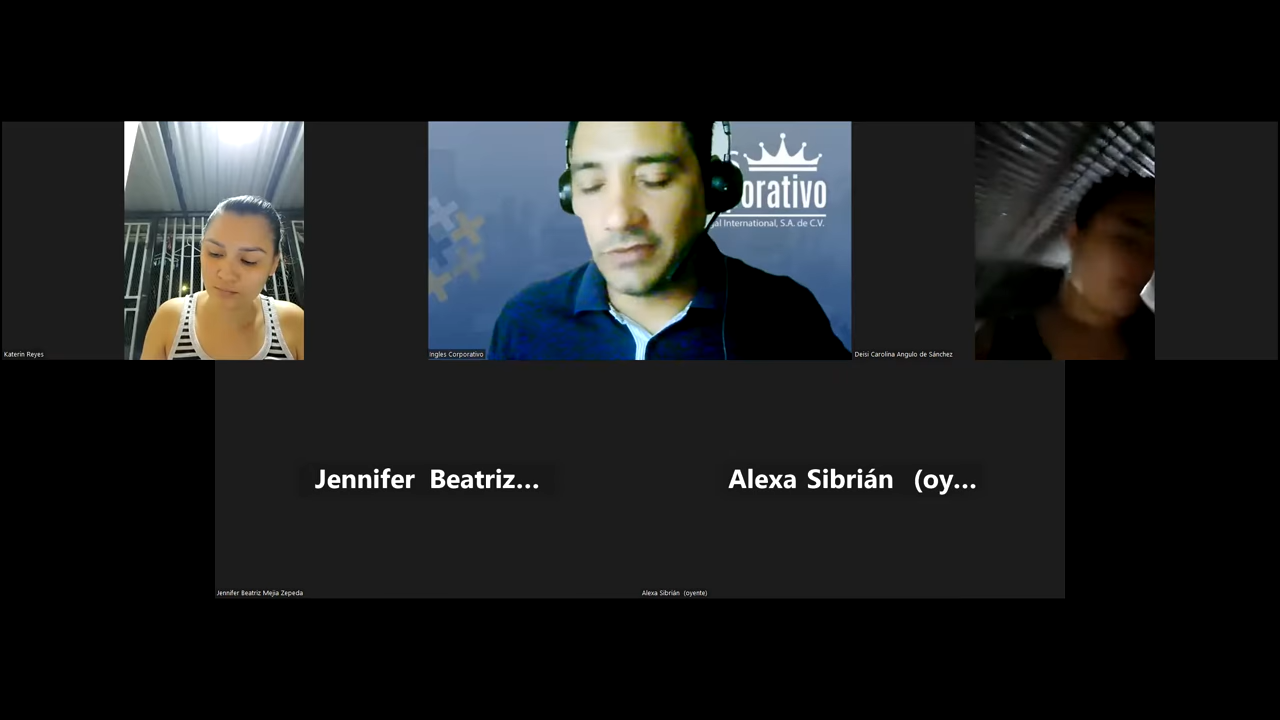 orativo
al International, S.A. de C.V.
Katerin Reyes
Ingles Corporativo
Deisi Carolina Angulo de Sánchez
Jennifer Beatriz...
Alexa Sibrián (oy...
Jennifer Beatriz Mejia Zepeda
Alexa Sibrián (oyente)